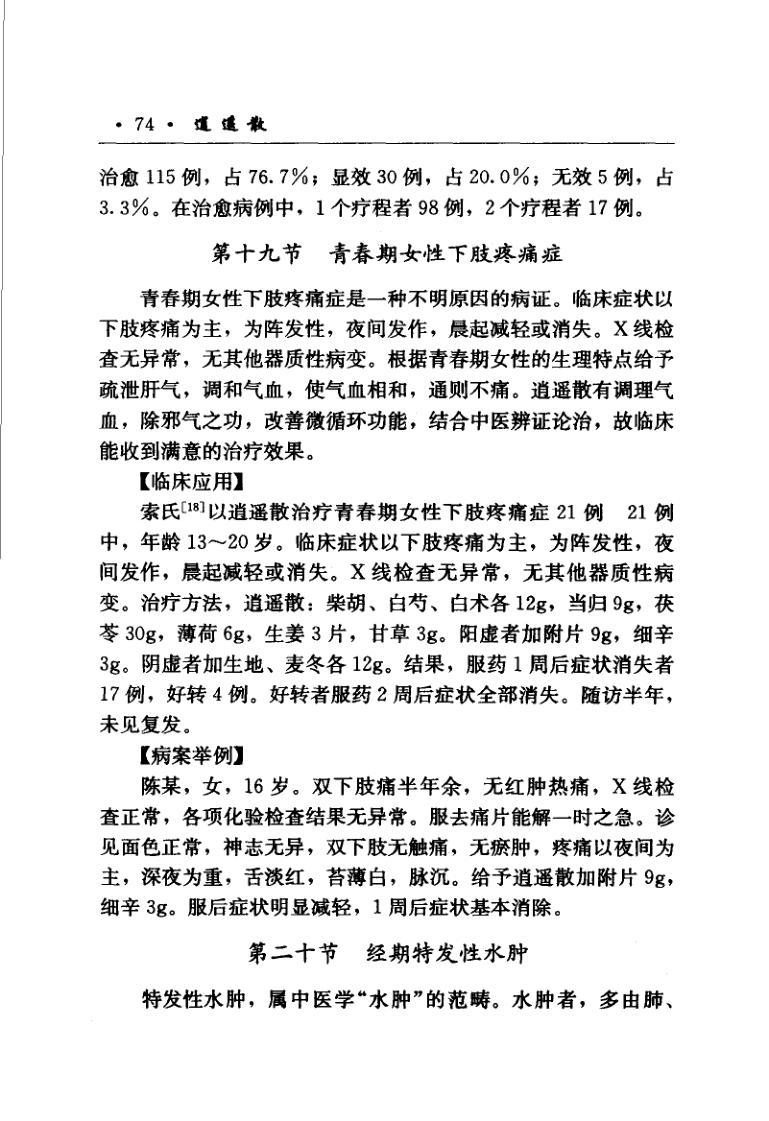 · 74 · 逍遥散
治愈 115 例，占 76.7%；显效 30 例，占 20.0%；无效 5 例，占
3.3%。在治愈病例中，1 个疗程者 98 例，2 个疗程者 17 例。
第十九节 青春期女性下肢疼痛症
青春期女性下肢疼痛症是一种不明原因的病证。临床症状以
下肢疼痛为主，为阵发性，夜间发作，晨起减轻或消失。X 线检
查无异常，无其他器质性病变。根据青春期女性的生理特点给予
疏泄肝气，调和气血，使气血相和，通则不痛。逍遥散有调理气
血，除邪气之功，改善微循环功能，结合中医辨证论治，故临床
能收到满意的治疗效果。
【临床应用】
索氏[18]以逍遥散治疗青春期女性下肢疼痛症 21 例 21 例
中，年龄 13～20 岁。临床症状以下肢疼痛为主，为阵发性，夜
间发作，晨起减轻或消失。X 线检查无异常，无其他器质性病
变。治疗方法，逍遥散：柴胡、白芍、白术各 12g，当归 9g，茯
苓 30g，薄荷 6g，生姜 3 片，甘草 3g。阳虚者加附片 9g，细辛
3g。阴虚者加生地、麦冬各 12g。结果，服药 1 周后症状消失者
17 例，好转 4 例。好转者服药 2 周后症状全部消失。随访半年，
未见复发。
【病案举例】
陈某，女，16 岁。双下肢痛半年余，无红肿热痛，X 线检
查正常，各项化验检查结果无异常。服去痛片能解一时之急。诊
见面色正常，神志无异，双下肢无触痛，无瘀肿，疼痛以夜间为
主，深夜为重，舌淡红，苔薄白，脉沉。给予逍遥散加附片 9g，
细辛 3g。服后症状明显减轻，1 周后症状基本消除。
第二十节 经期特发性水肿
特发性水肿，属中医学“水肿”的范畴。水肿者，多由肺、